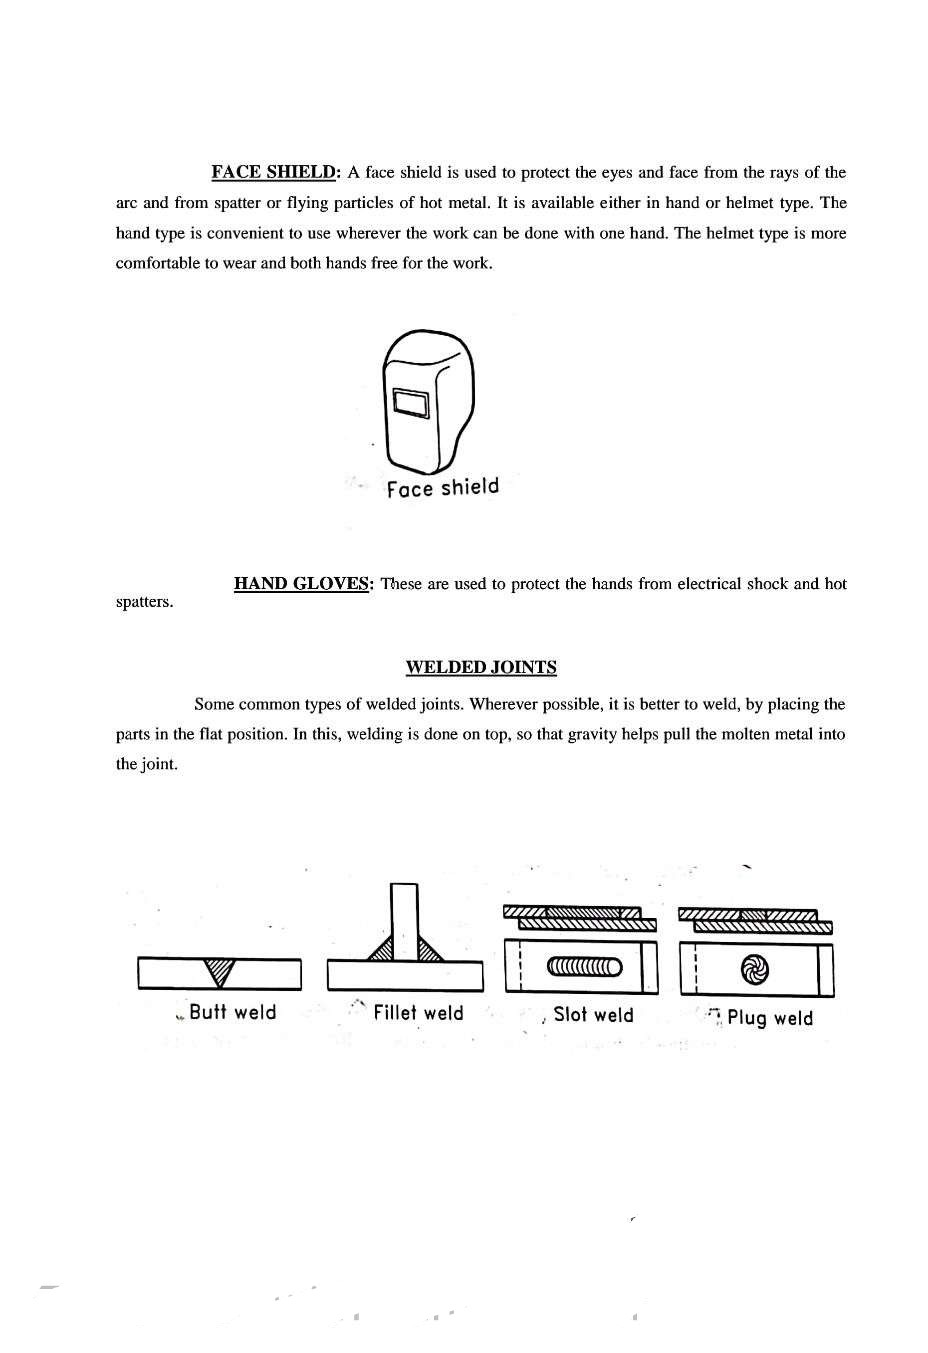 FACE SHIELD: A face shield is used to protect the eyes and face from the rays of the
arc and from spatter or flying particles of hot metal. It is available either in hand or helmet type. The
hand type is convenient to use wherever the work can be done with one hand. The helmet type is more
comfortable to wear and both hands free for the work.
Face shield
HAND GLOVES: These are used to protect the hands from electrical shock and hot
spatters.
WELDED JOINTS
Some common types of welded joints. Wherever possible, it is better to weld, by placing the
parts in the flat position. In this, welding is done on top, so that gravity helps pull the molten metal into
the joint.
Butt weld Fillet weld Slot weld Plug weld